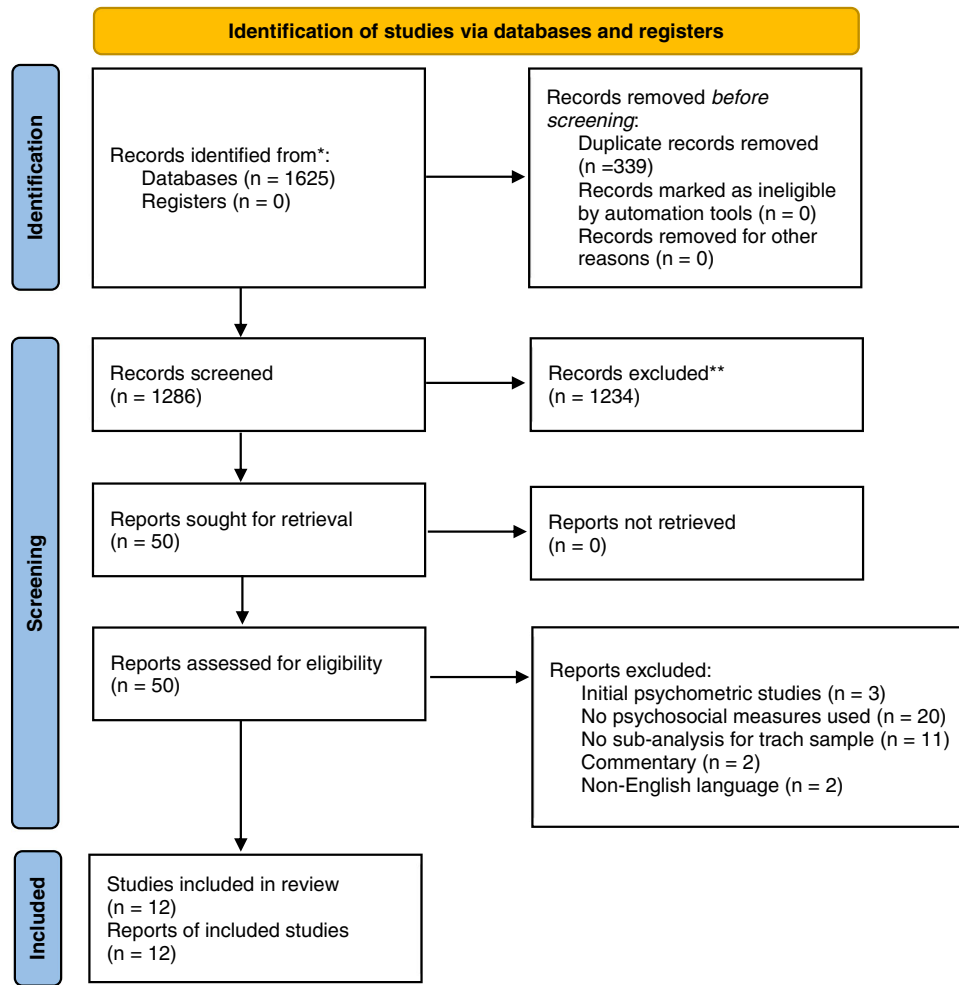 Identification of studies via databases and registers
Identification
Records identified from*:
Databases (n = 1625)
Registers (n = 0)
Records removed before
screening:
Duplicate records removed
(n =339)
Records marked as ineligible
by automation tools (n = 0)
Records removed for other
reasons (n = 0)
Screening
Records screened
(n = 1286)
Records excluded**
(n = 1234)
Reports sought for retrieval
(n = 50)
Reports not retrieved
(n = 0)
Reports assessed for eligibility
(n = 50)
Reports excluded:
Initial psychometric studies (n = 3)
No psychosocial measures used (n = 20)
No sub-analysis for trach sample (n = 11)
Commentary (n = 2)
Non-English language (n = 2)
Included
Studies included in review
(n = 12)
Reports of included studies
(n = 12)